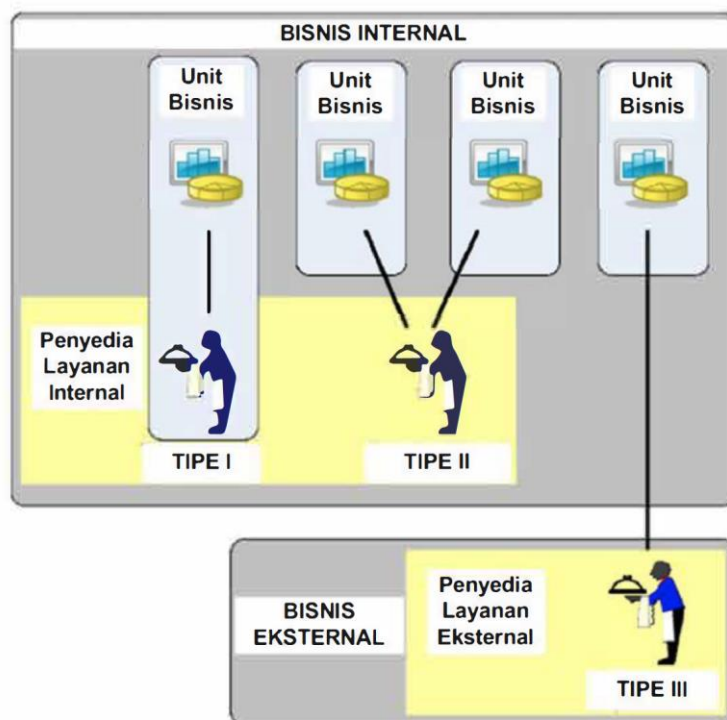 BISNIS INTERNAL
Unit
Bisnis
Unit
Bisnis
Unit
Bisnis
Unit
Bisnis
Penyedia
Layanan
Internal
TIPE I
TIPE II
BISNIS
EKSTERNAL
Penyedia
Layanan
Eksternal
TIPE III